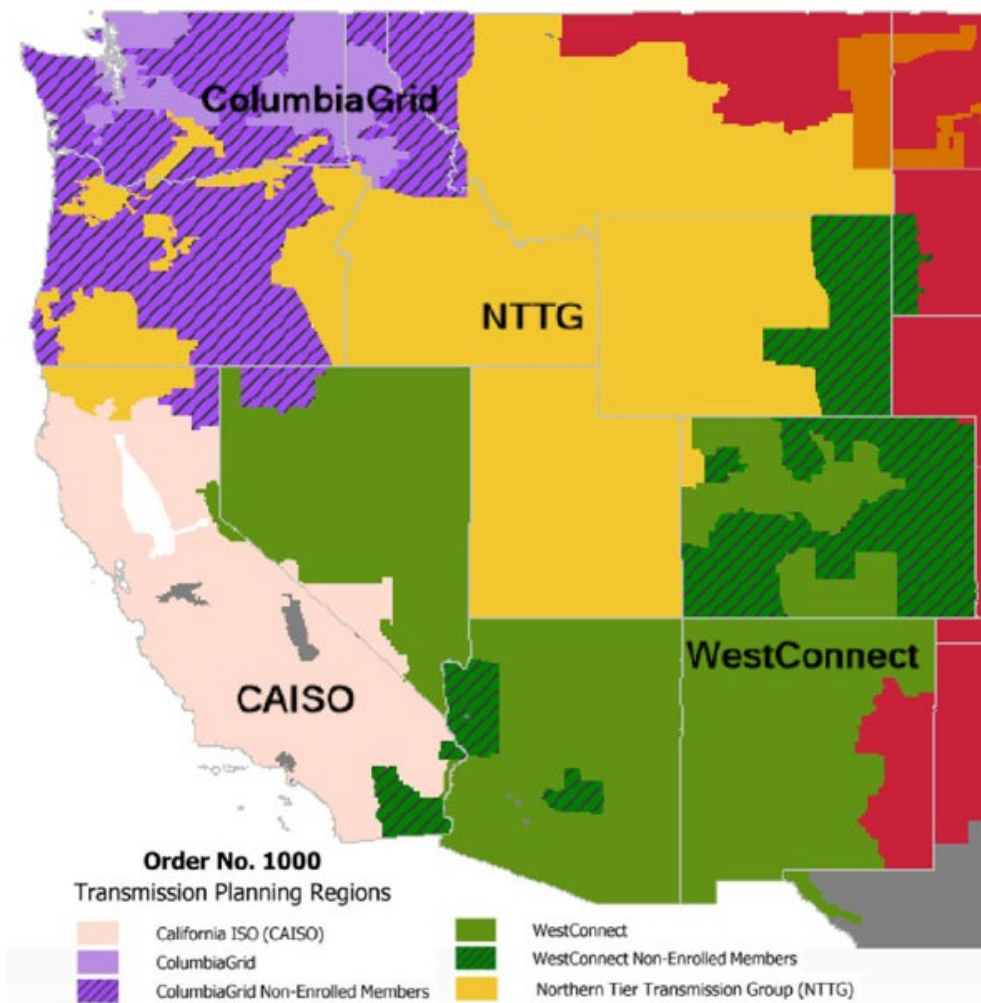 ColumbiaGrid
NTTG
WestConnect
CAISO
Order No. 1000
Transmission Planning Regions
California ISO (CAISO)
ColumbiaGrid
ColumbiaGrid Non-Enrolled Members
WestConnect
WestConnect Non-Enrolled Members
Northern Tier Transmission Group (NTTG)